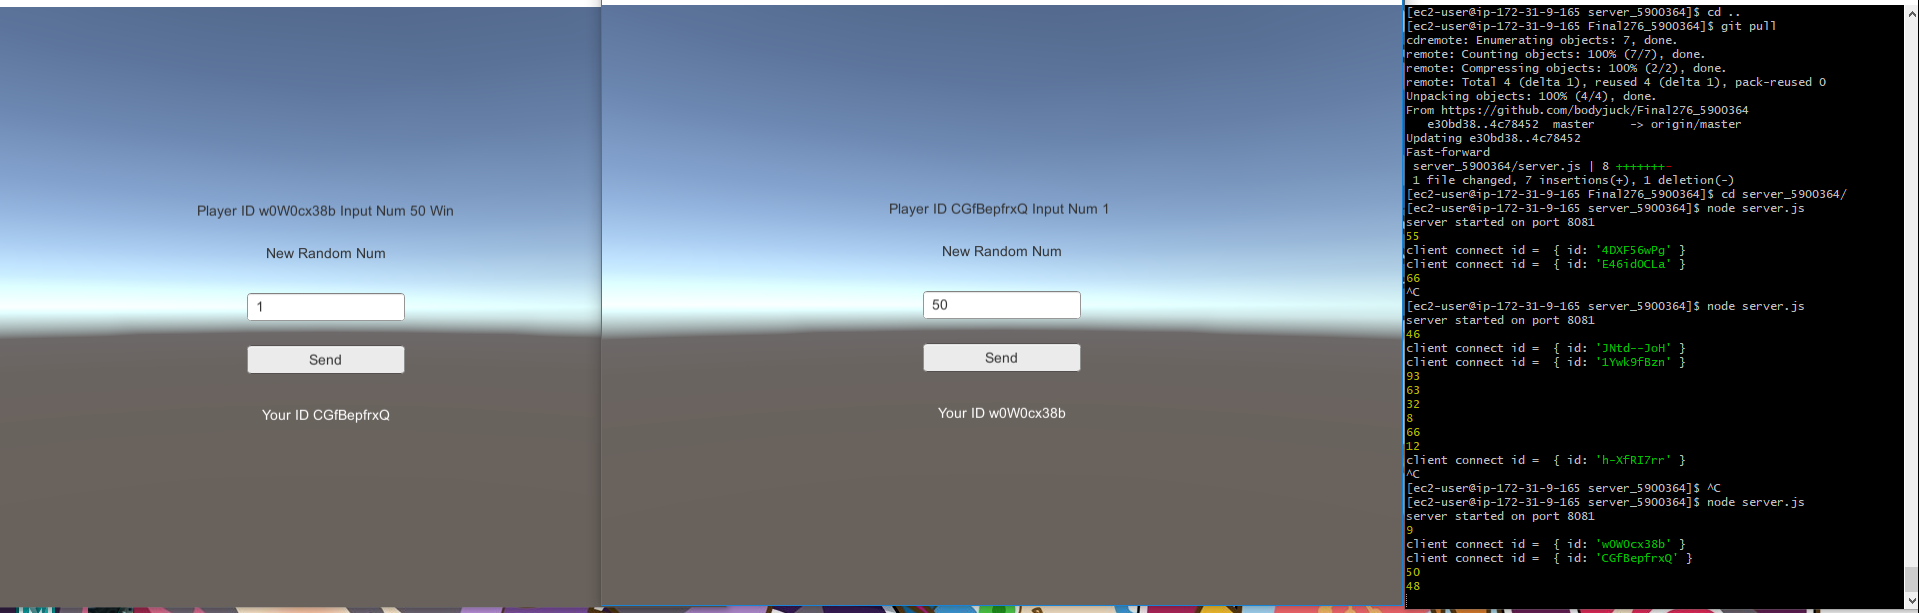 Player ID w0W0cx38b Input Num 50 Win
New Random Num
1
Send
Your ID CGfBepfrxQ
Player ID CGfBepfrxQ Input Num 1
New Random Num
50
Send
Your ID w0W0cx38b
[ec2-user@ip-172-31-9-165 server_5900364]$ cd ..
[ec2-user@ip-172-31-9-165 Final276_5900364]$ git pull
cdremote: Enumerating objects: 7, done.
remote: Counting objects: 100% (7/7), done.
remote: Compressing objects: 100% (2/2), done.
remote: Total 4 (delta 1), reused 4 (delta 1), pack-reused 0
Unpacking objects: 100% (4/4), done.
From https://github.com/bodyjuck/Final276_5900364
e30bd38..4c78452  master     -> origin/master
Updating e30bd38..4c78452
Fast-forward
server_5900364/server.js | 8 +++++++-
1 file changed, 7 insertions(+), 1 deletion(-)
[ec2-user@ip-172-31-9-165 Final276_5900364]$ cd server_5900364/
[ec2-user@ip-172-31-9-165 server_5900364]$ node server.js
server started on port 8081
55
client connect id =  { id: '4DXF56wPg' }
client connect id =  { id: 'E46idOCLa' }
66
^C
[ec2-user@ip-172-31-9-165 server_5900364]$ node server.js
server started on port 8081
46
client connect id =  { id: 'JNtd--JoH' }
client connect id =  { id: '1Ywk9fBzn' }
93
63
32
8
66
12
client connect id =  { id: 'h-XfRI7rr' }
^C
[ec2-user@ip-172-31-9-165 server_5900364]$ ^C
[ec2-user@ip-172-31-9-165 server_5900364]$ node server.js
server started on port 8081
9
client connect id =  { id: 'w0W0cx38b' }
client connect id =  { id: 'CGfBepfrxQ' }
50
48